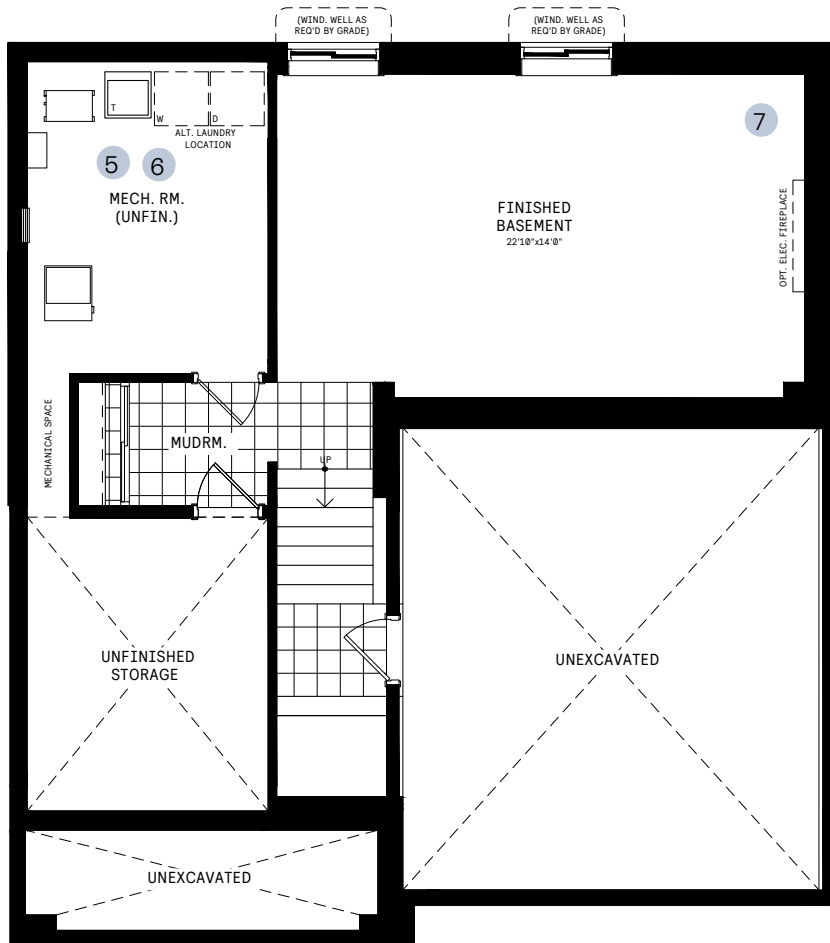 (WIND. WELL AS
REQ'D BY GRADE)
(WIND. WELL AS
REQ'D BY GRADE)
T
W
D
ALT. LAUNDRY
LOCATION
5
6
7
MECH. RM.
(UNFIN.)
FINISHED
BASEMENT
22'10"x14'0"
OPT. ELEC. FIREPLACE
MECHANICAL SPACE
MUDRM.
UP
UNFINISHED
STORAGE
UNEXCAVATED
UNEXCAVATED